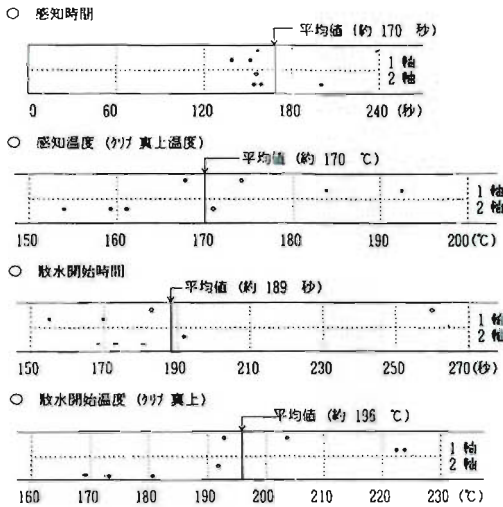 ○ 感知時間
平均値 (約 170 秒)
1 軸
2 軸
0 60 120 180 240 (秒)
○ 感知温度 (クリブ 真上温度)
平均値 (約 170 ℃)
1 軸
2 軸
150 160 170 180 190 200(℃)
○ 散水開始時間
平均値 (約 189 秒)
1 軸
2 軸
150 170 190 210 230 250 270(秒)
○ 散水開始温度 (クリブ 真上)
平均値 (約 196 ℃)
1 軸
2 軸
160 170 180 190 200 210 220 230 (℃)